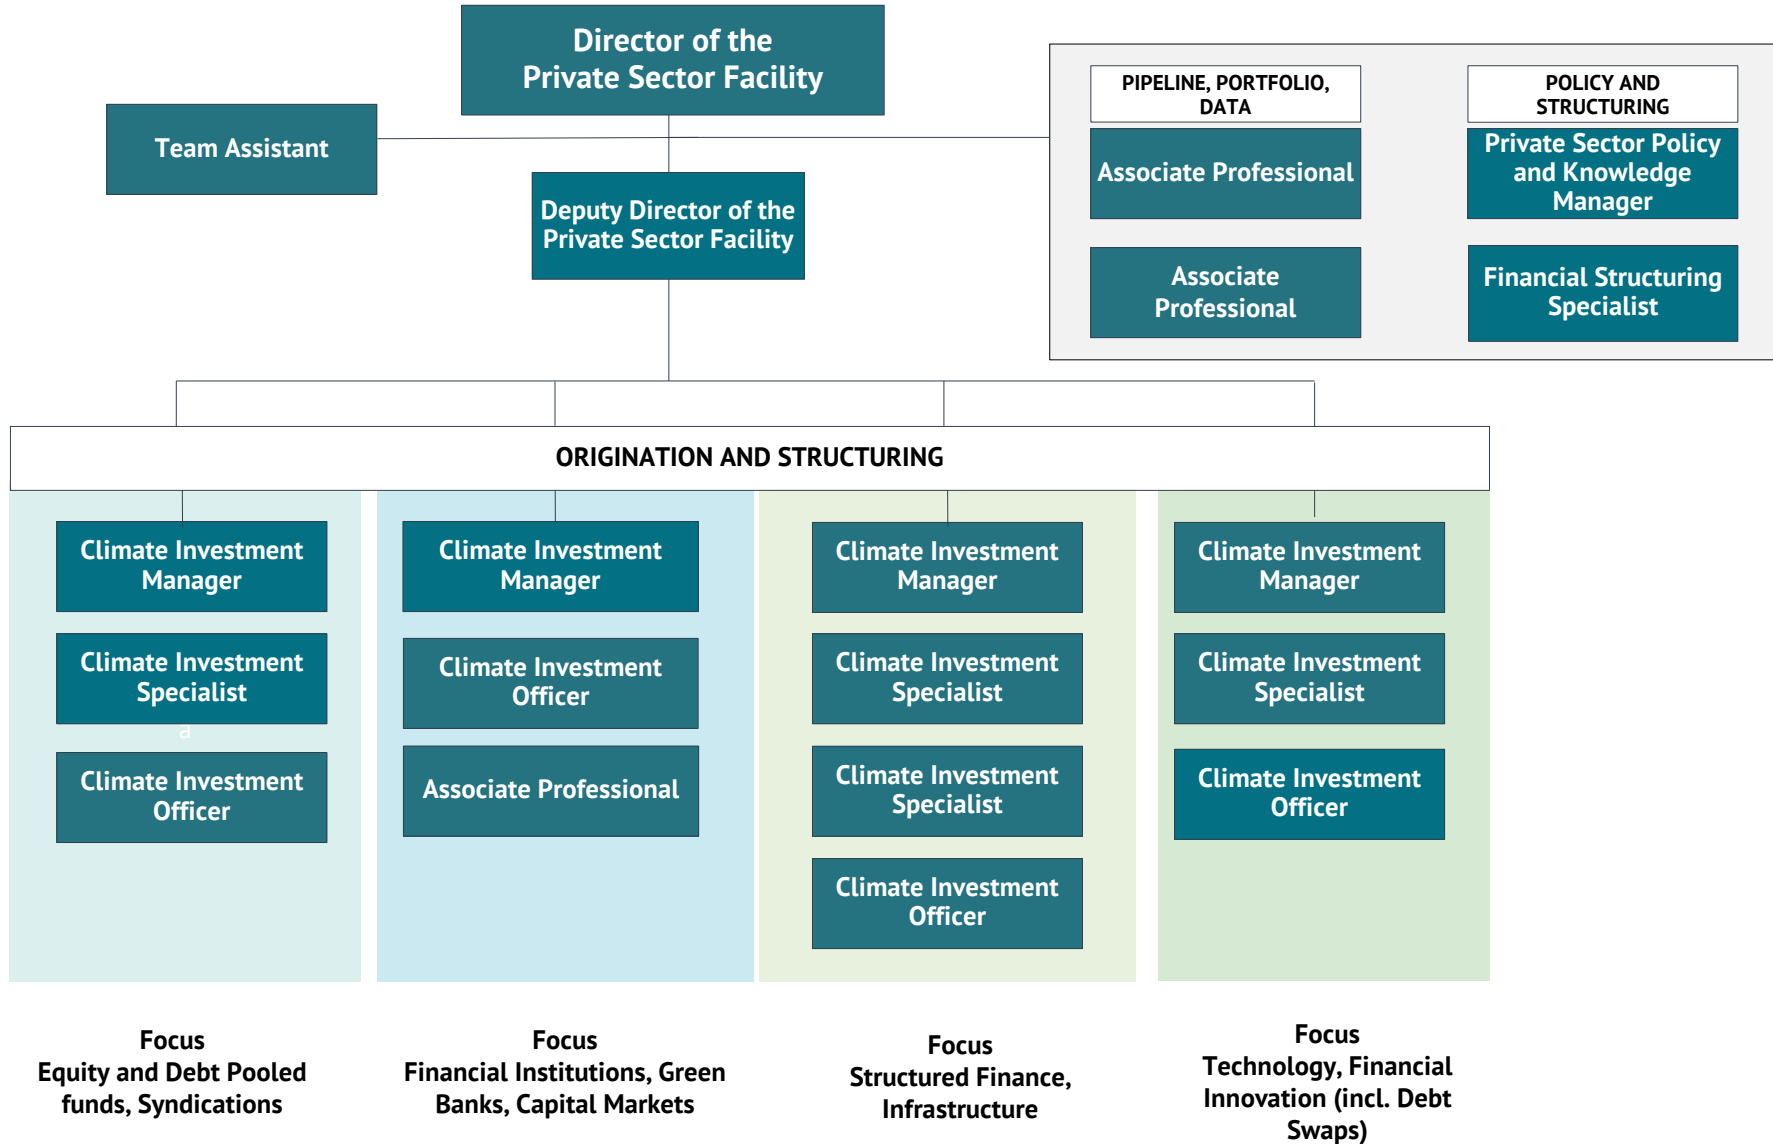 Director of the
Private Sector Facility
Team Assistant
Deputy Director of the
Private Sector Facility
PIPELINE, PORTFOLIO,
DATA
Associate Professional
Associate
Professional
POLICY AND
STRUCTURING
Private Sector Policy
and Knowledge
Manager
Financial Structuring
Specialist
ORIGINATION AND STRUCTURING
Climate Investment
Manager
Climate Investment
Specialist
a
Climate Investment
Officer
Focus
Equity and Debt Pooled
funds, Syndications
Climate Investment
Manager
Climate Investment
Officer
Associate Professional
Focus
Financial Institutions, Green
Banks, Capital Markets
Climate Investment
Manager
Climate Investment
Specialist
Climate Investment
Specialist
Climate Investment
Officer
Focus
Structured Finance,
Infrastructure
Climate Investment
Manager
Climate Investment
Specialist
Climate Investment
Officer
Focus
Technology, Financial
Innovation (incl. Debt
Swaps)